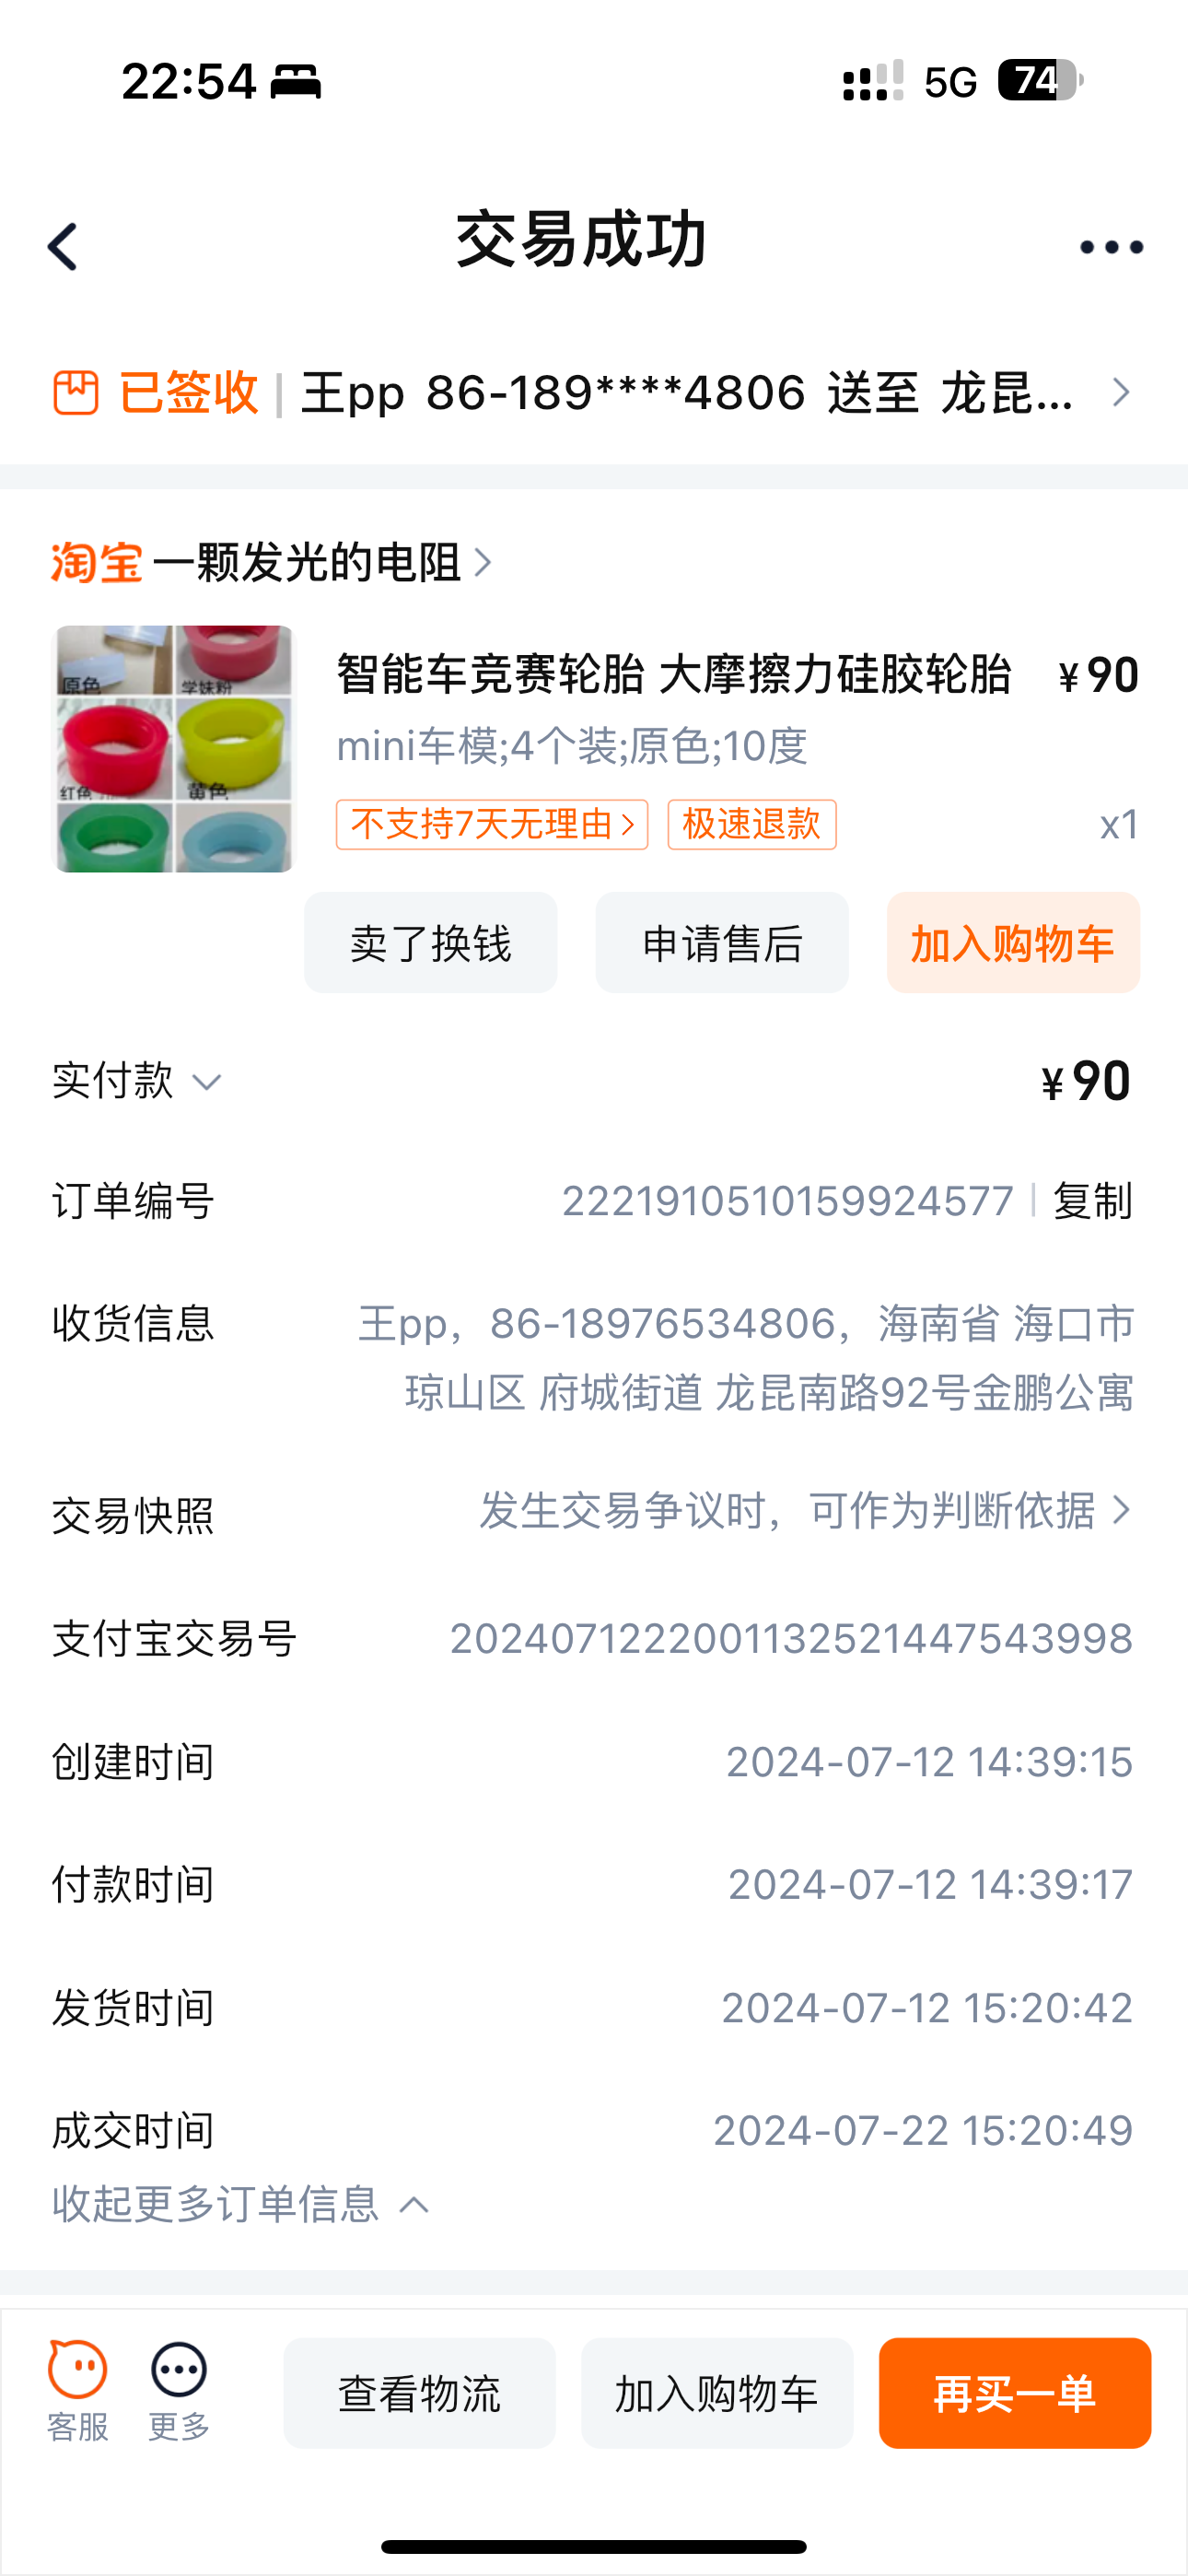 22:54 5G 74
交易成功
已签收 | 王pp 86-189****4806 送至 龙昆...
淘宝 一颗发光的电阻
原色 学妹粉
红色 黄色
智能车竞赛轮胎 大摩擦力硅胶轮胎 ¥90
mini车模;4个装;原色;10度
不支持7天无理由 极速退款 x1
卖了换钱 申请售后 加入购物车
实付款 ¥90
订单编号 2221910510159924577 | 复制
收货信息 王pp，86-18976534806，海南省 海口市
琼山区 府城街道 龙昆南路92号金鹏公寓
交易快照 发生交易争议时，可作为判断依据
支付宝交易号 2024071222001132521447543998
创建时间 2024-07-12 14:39:15
付款时间 2024-07-12 14:39:17
发货时间 2024-07-12 15:20:42
成交时间 2024-07-22 15:20:49
收起更多订单信息
客服 更多 查看物流 加入购物车 再买一单